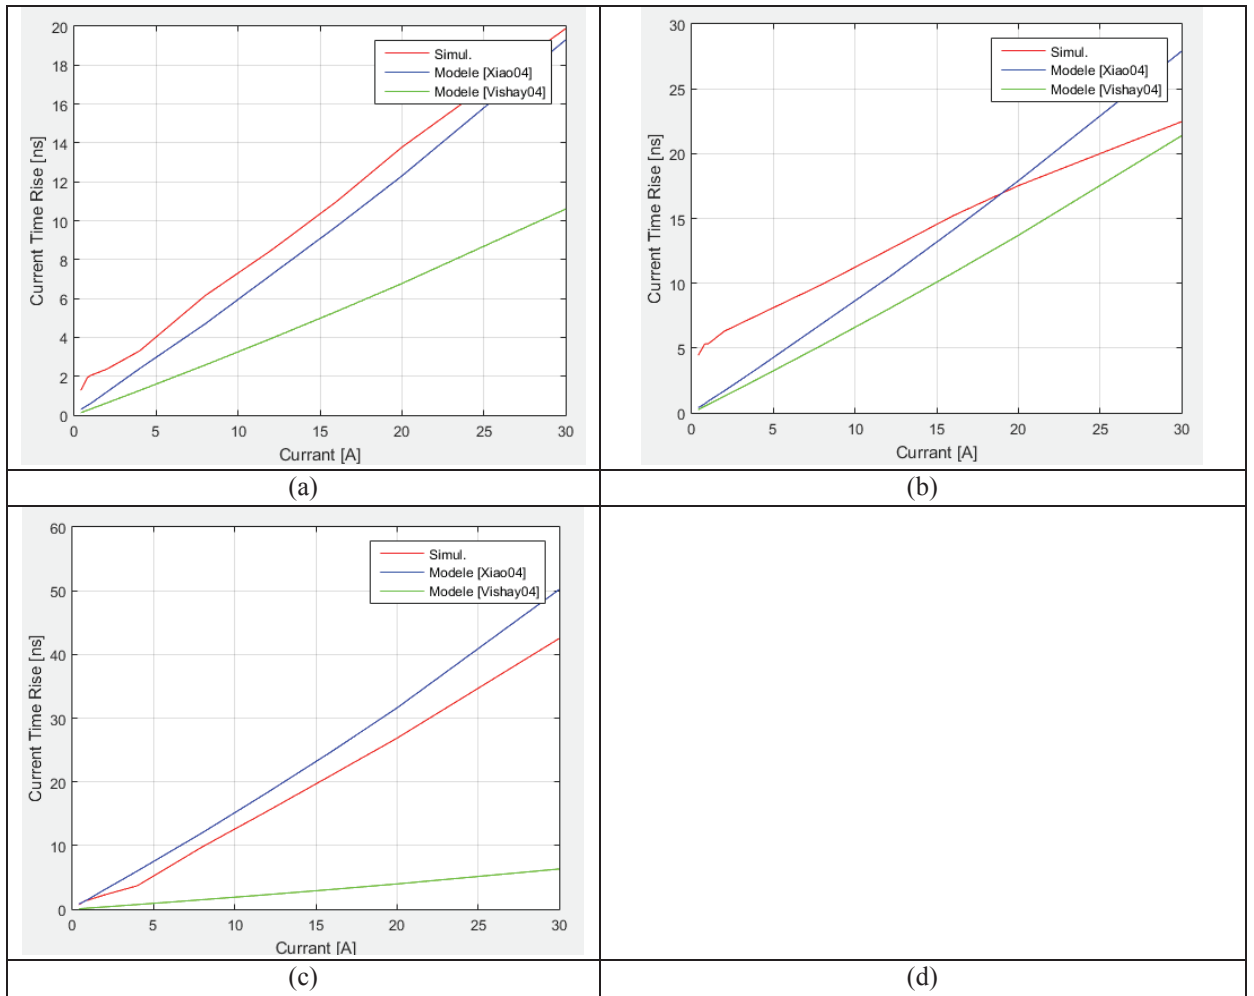 20
18
16
14
12
10
8
6
4
2
0
0 5 10 15 20 25 30
Current Time Rise [ns]
Currant [A]
Simul.
Modele [Xiao04]
Modele [Vishay04]
30
25
20
15
10
5
0
0 5 10 15 20 25 30
Current Time Rise [ns]
Currant [A]
Simul.
Modele [Xiao04]
Modele [Vishay04]
(a)
(b)
60
50
40
30
20
10
0
0 5 10 15 20 25 30
Current Time Rise [ns]
Currant [A]
Simul.
Modele [Xiao04]
Modele [Vishay04]
(c)
(d)